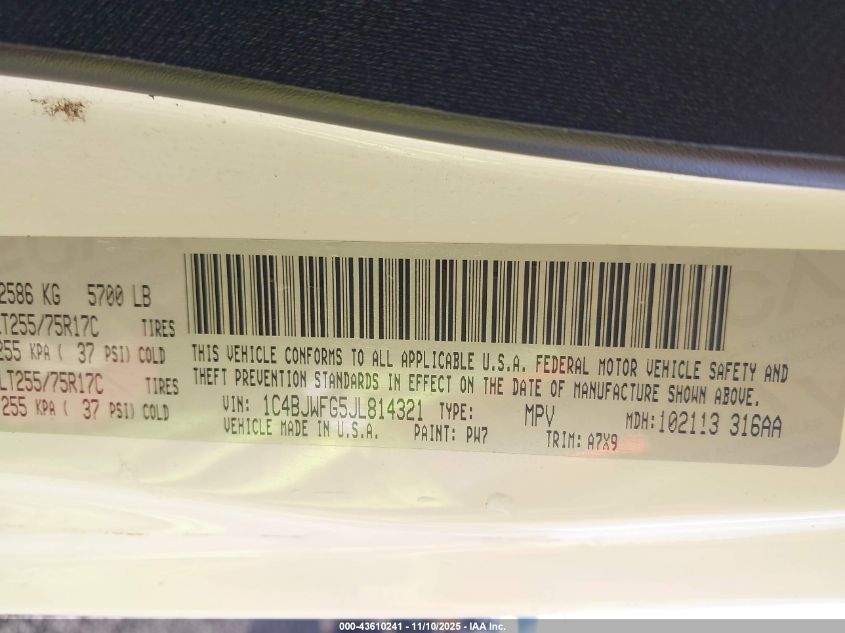 2586 KG 5700 LB
LT255/75R17C TIRES
255 KPA ( 37 PSI) COLD
LT255/75R17C TIRES
255 KPA ( 37 PSI) COLD
THIS VEHICLE CONFORMS TO ALL APPLICABLE U.S.A. FEDERAL MOTOR VEHICLE SAFETY AND
THEFT PREVENTION STANDARDS IN EFFECT ON THE DATE OF MANUFACTURE SHOWN ABOVE.
VIN: 1C4BJWFG5JL814321 TYPE: MPV MDH:102113 316AA
VEHICLE MADE IN U.S.A. PAINT: PW7 TRIM: A7X9
000-43610241 - 11/10/2025 - IAA Inc.